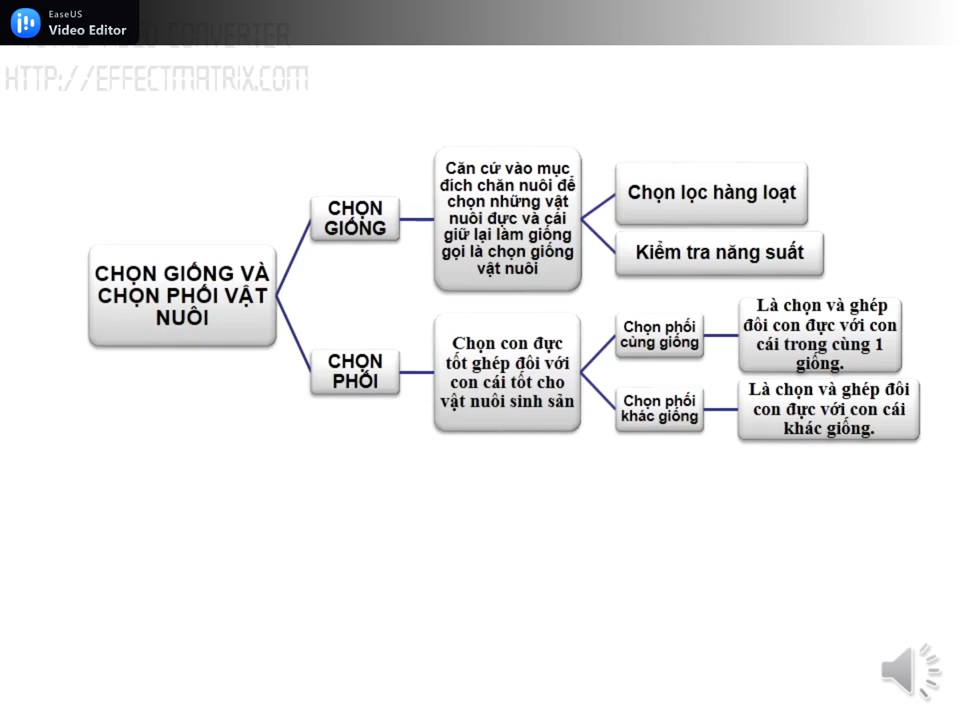 EaseUS
Video Editor
HTTP://EFFECTMATRIX.COM
CHỌN GIỐNG VÀ
CHỌN PHỐI VẬT
NUÔI
CHỌN
GIỐNG
Căn cứ vào mục
đích chăn nuôi để
chọn những vật
nuôi đực và cái
giữ lại làm giống
gọi là chọn giống
vật nuôi
Chọn lọc hàng loạt
Kiểm tra năng suất
CHỌN
PHỐI
Chọn con đực
tốt ghép đôi với
con cái tốt cho
vật nuôi sinh sản
Chọn phối
cùng giống
Là chọn và ghép
đôi con đực với con
cái trong cùng 1
giống.
Chọn phối
khác giống
Là chọn và ghép đôi
con đực với con cái
khác giống.